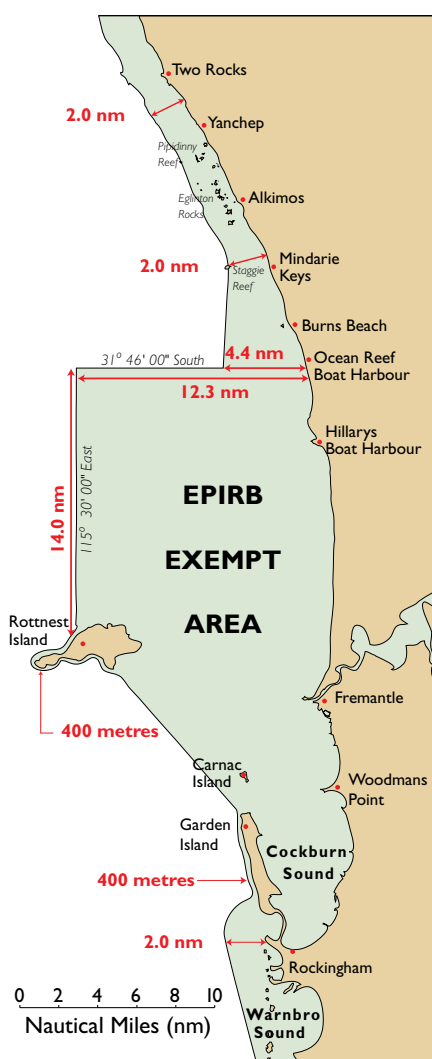 Two Rocks
2.0 nm
Yanchep
Pipidinny
Reef
Eglinton
Rocks
Alkimos
2.0 nm
Staggie
Reef
Mindarie
Keys
Burns Beach
31° 46' 00" South
4.4 nm
Ocean Reef
Boat Harbour
12.3 nm
Hillarys
Boat Harbour
14.0 nm
115° 30' 00" East
EPIRB
EXEMPT
AREA
Rottnest
Island
400 metres
Fremantle
Carnac
Island
Woodmans
Point
Garden
Island
Cockburn
Sound
400 metres
2.0 nm
Rockingham
0 2 4 6 8 10
Nautical Miles (nm)
Warnbro
Sound